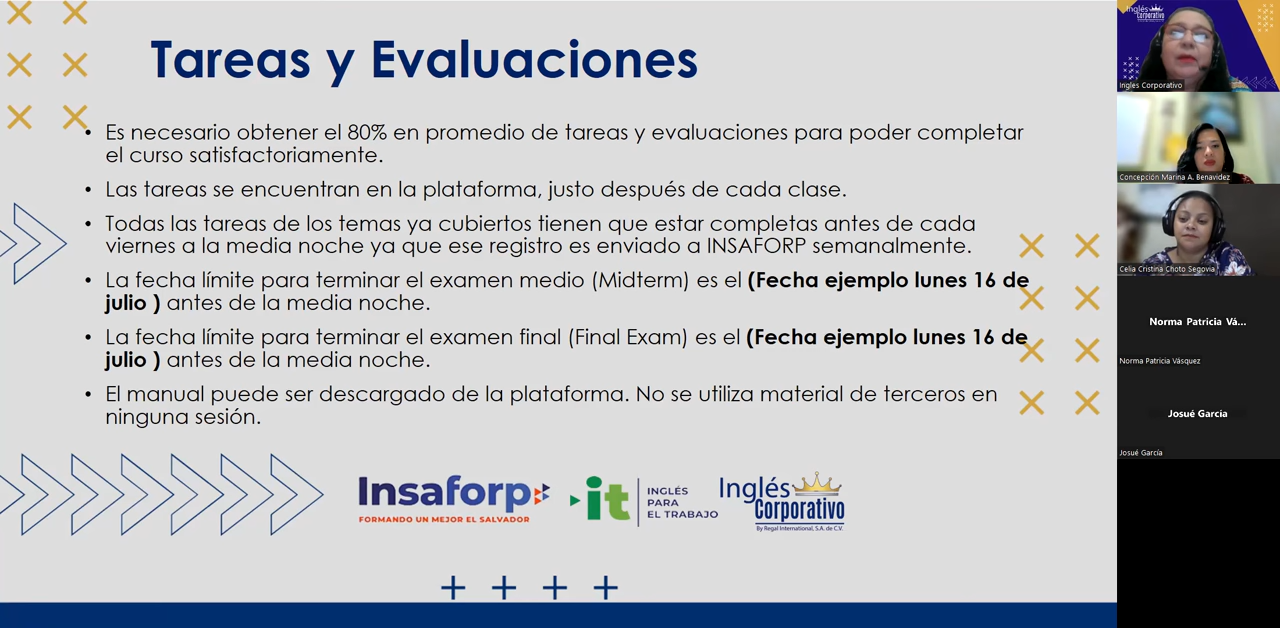 Tareas y Evaluaciones
• Es necesario obtener el 80% en promedio de tareas y evaluaciones para poder completar
el curso satisfactoriamente.
• Las tareas se encuentran en la plataforma, justo después de cada clase.
• Todas las tareas de los temas ya cubiertos tienen que estar completas antes de cada
viernes a la media noche ya que ese registro es enviado a INSAFORP semanalmente.
• La fecha límite para terminar el examen medio (Midterm) es el (Fecha ejemplo lunes 16 de
julio ) antes de la media noche.
• La fecha límite para terminar el examen final (Final Exam) es el (Fecha ejemplo lunes 16 de
julio ) antes de la media noche.
• El manual puede ser descargado de la plataforma. No se utiliza material de terceros en
ninguna sesión.
Insaforp
FORMANDO UN MEJOR EL SALVADOR
it
INGLÉS
PARA
EL TRABAJO
Inglés
Corporativo
By Regal International, S.A. de C.V.
Inglés
Corporativo
Ingles Corporativo
Concepción Marina A. Benavidez
Celia Cristina Choto Segovia
Norma Patricia Vá...
Norma Patricia Vásquez
Josué García
Josué García